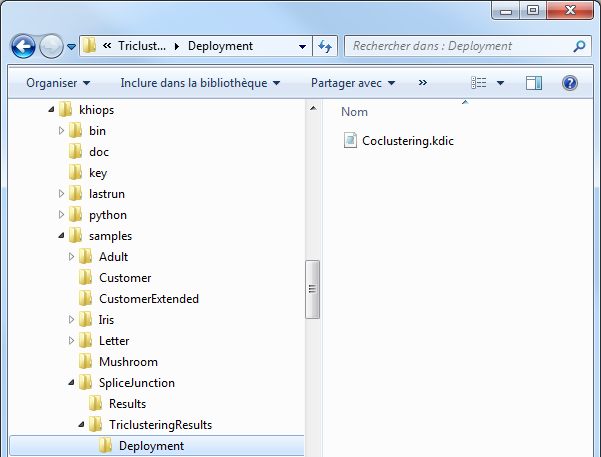 « Triclust... ▸ Deployment
Rechercher dans : Deployment
Organiser Inclure dans la bibliothèque Partager avec »
khiops
bin
doc
key
lastrun
python
samples
Adult
Customer
CustomerExtended
Iris
Letter
Mushroom
SpliceJunction
Results
TriclusteringResults
Deployment
Nom
Coclustering.kdic